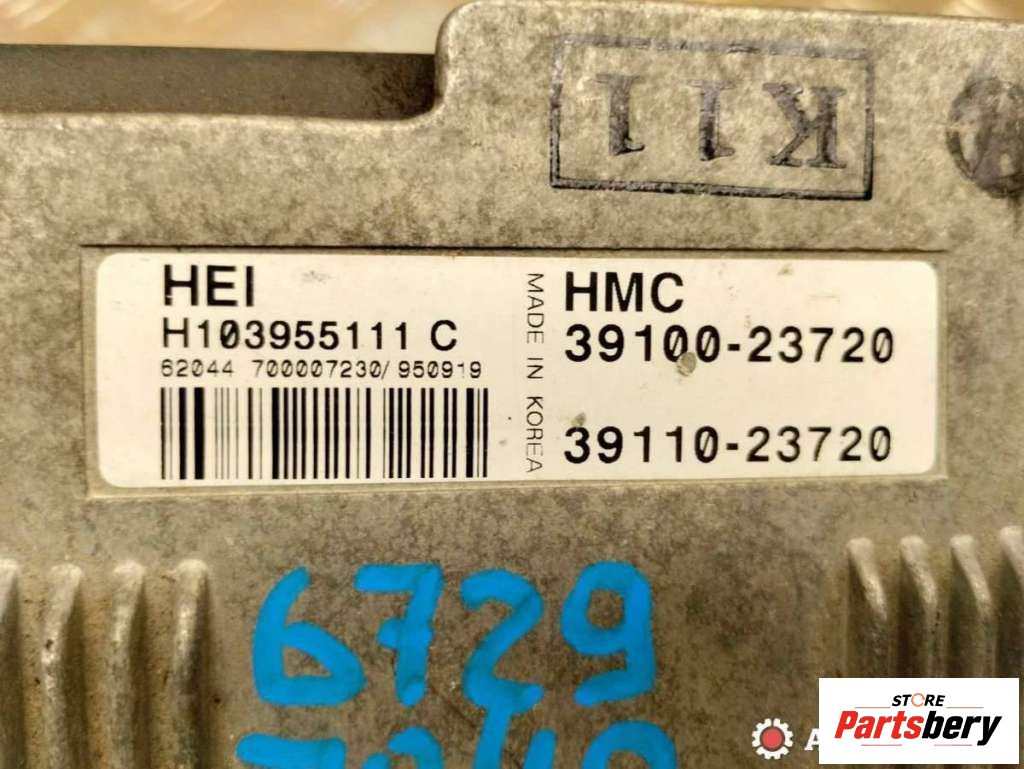 K11
HEI
H103955111 C
62044 700007230/950919
MADE IN KOREA
HMC
39100-23720
39110-23720
6729
STORE
Partsbery